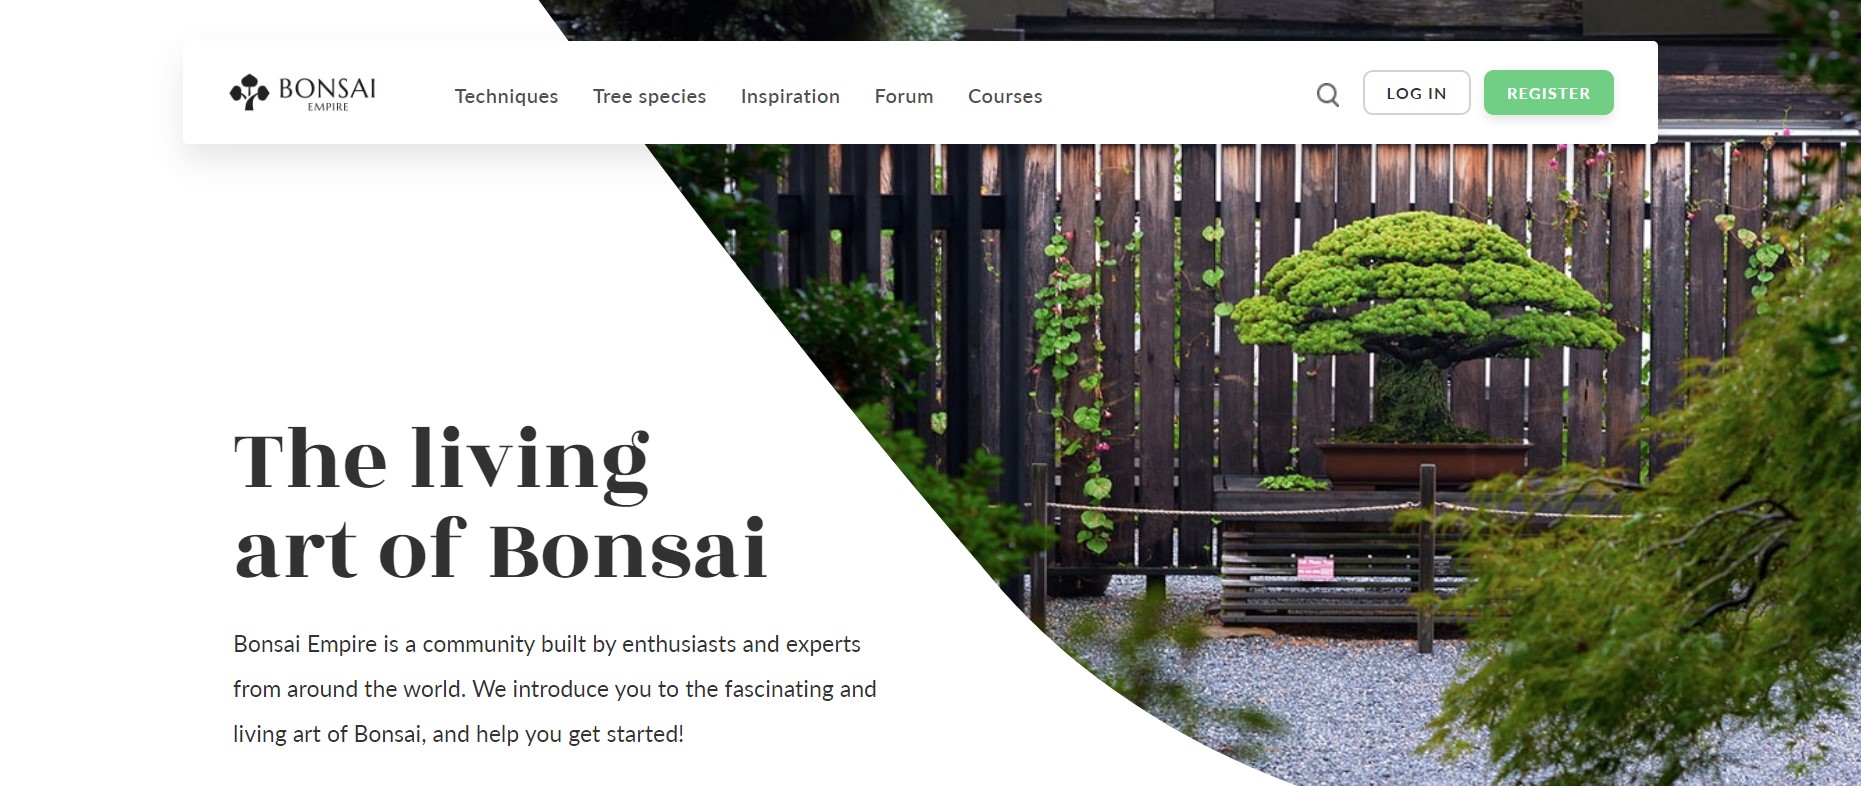 BONSAI
EMPIRE
Techniques
Tree species
Inspiration
Forum
Courses
LOG IN
REGISTER
The living
art of Bonsai
Bonsai Empire is a community built by enthusiasts and experts
from around the world. We introduce you to the fascinating and
living art of Bonsai, and help you get started!